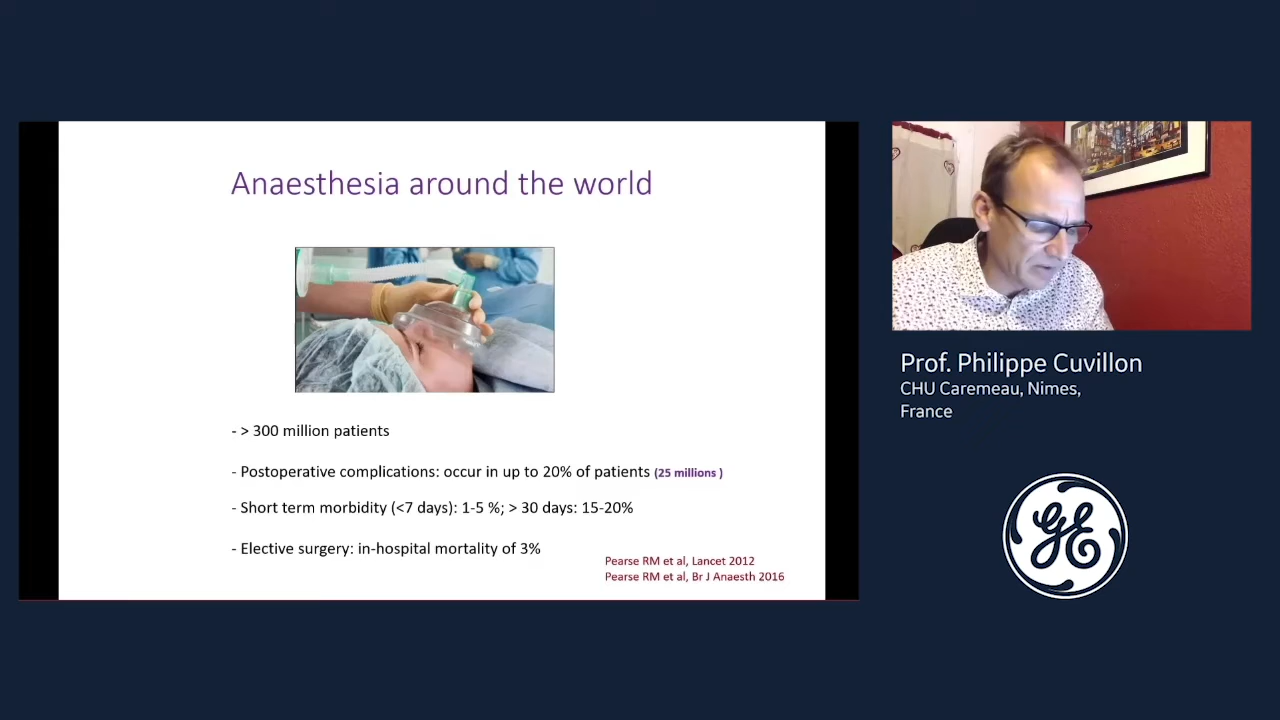 Anaesthesia around the world
- > 300 million patients
- Postoperative complications: occur in up to 20% of patients (25 millions )
- Short term morbidity (<7 days): 1-5 %; > 30 days: 15-20%
- Elective surgery: in-hospital mortality of 3%
Pearse RM et al, Lancet 2012
Pearse RM et al, Br J Anaesth 2016
Prof. Philippe Cuvillon
CHU Caremeau, Nimes,
France
GE